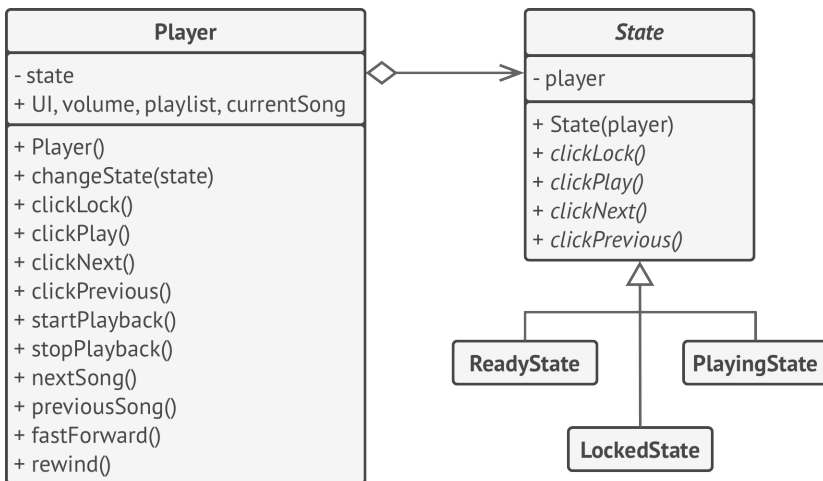 Player
- state
+ UI, volume, playlist, currentSong
+ Player()
+ changeState(state)
+ clickLock()
+ clickPlay()
+ clickNext()
+ clickPrevious()
+ startPlayback()
+ stopPlayback()
+ nextSong()
+ previousSong()
+ fastForward()
+ rewind()
State
- player
+ State(player)
+ clickLock()
+ clickPlay()
+ clickNext()
+ clickPrevious()
ReadyState
PlayingState
LockedState